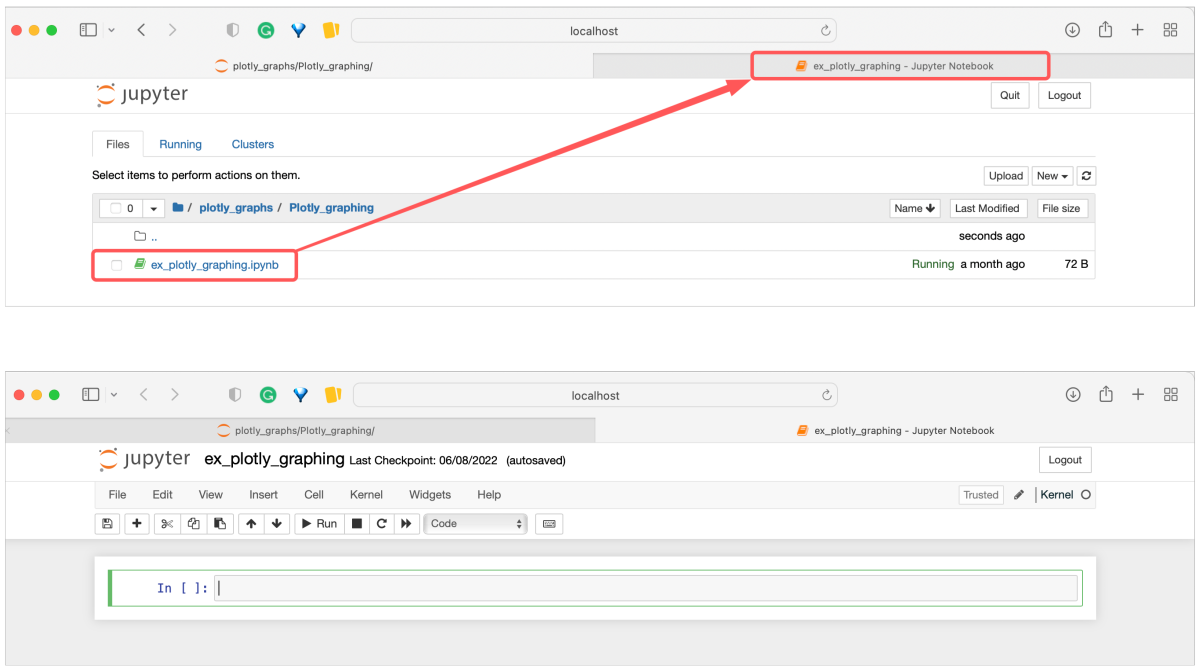 localhost
plotly_graphs/Plotly_graphing/
ex_plotly_graphing - Jupyter Notebook
jupyter
Quit Logout
Files Running Clusters
Select items to perform actions on them.
Upload New
0 / plotly_graphs / Plotly_graphing Name Last Modified File size
.. seconds ago
ex_plotly_graphing.ipynb Running a month ago 72 B
localhost
plotly_graphs/Plotly_graphing/
ex_plotly_graphing - Jupyter Notebook
jupyter ex_plotly_graphing Last Checkpoint: 06/08/2022 (autosaved) Logout
File Edit View Insert Cell Kernel Widgets Help Trusted Kernel
Run Code
In [ ]: